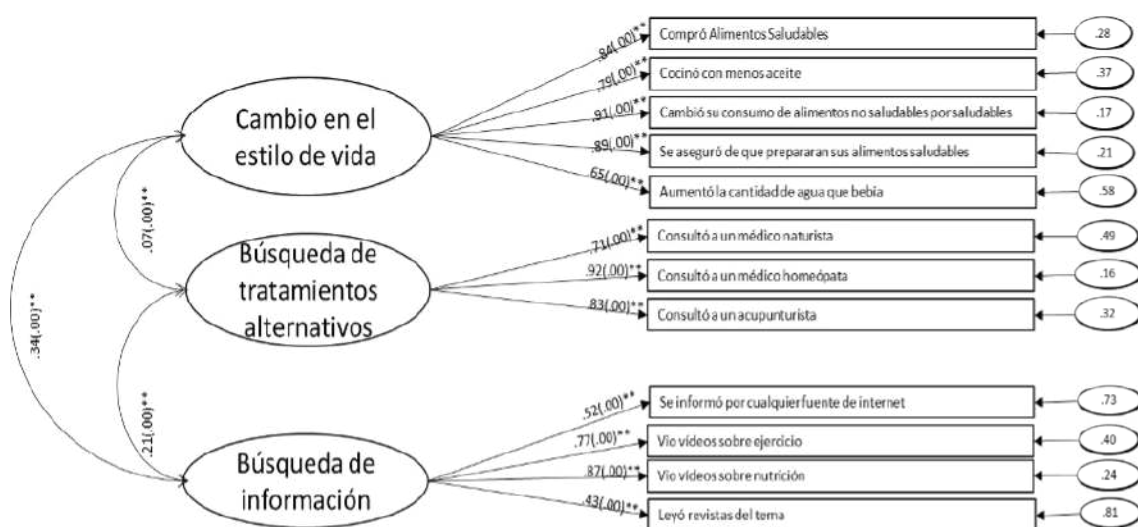 Cambio en el
estilo de vida
.84(.00)** Compró Alimentos Saludables .28
.79(.00)** Cocinó con menos aceite .37
.91(.00)** Cambió su consumo de alimentos no saludables por saludables .17
.89(.00)** Se aseguró de que prepararan sus alimentos saludables .21
.65(.00)** Aumentó la cantidad de agua que bebía .58
.07(.00)**
Búsqueda de
tratamientos
alternativos
.71(.00)** Consultó a un médico naturista .49
.92(.00)** Consultó a un médico homeópata .16
.83(.00)** Consultó a un acupunturista .32
.34(.00)**
.21(.00)**
Búsqueda de
información
.52(.00)** Se informó por cualquier fuente de internet .73
.77(.00)** Vio vídeos sobre ejercicio .40
.87(.00)** Vio vídeos sobre nutrición .24
.43(.00)** Leyó revistas del tema .81